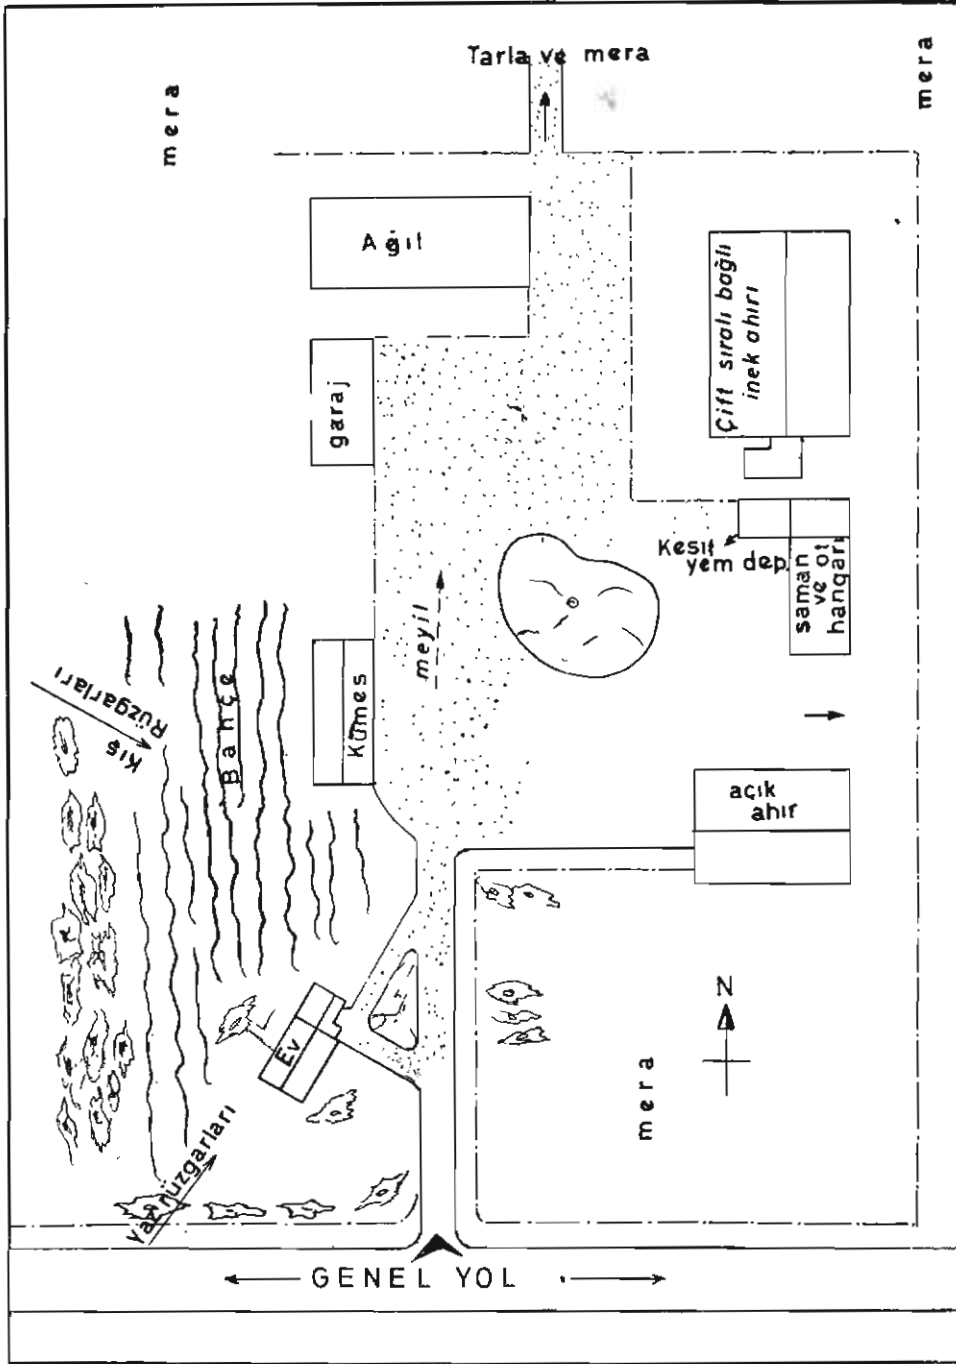 Tarla ve mera
mera
mera
Ağıl
Çift sıralı bağlı
inek ahırı
garaj
Kesif
yem dep.
saman
ve ot
hangarı
meyil
Kümes
Bahçe
Kış
Rüzgarları
açık
ahır
N
Ev
mera
Yaz rüzgarları
GENEL YOL